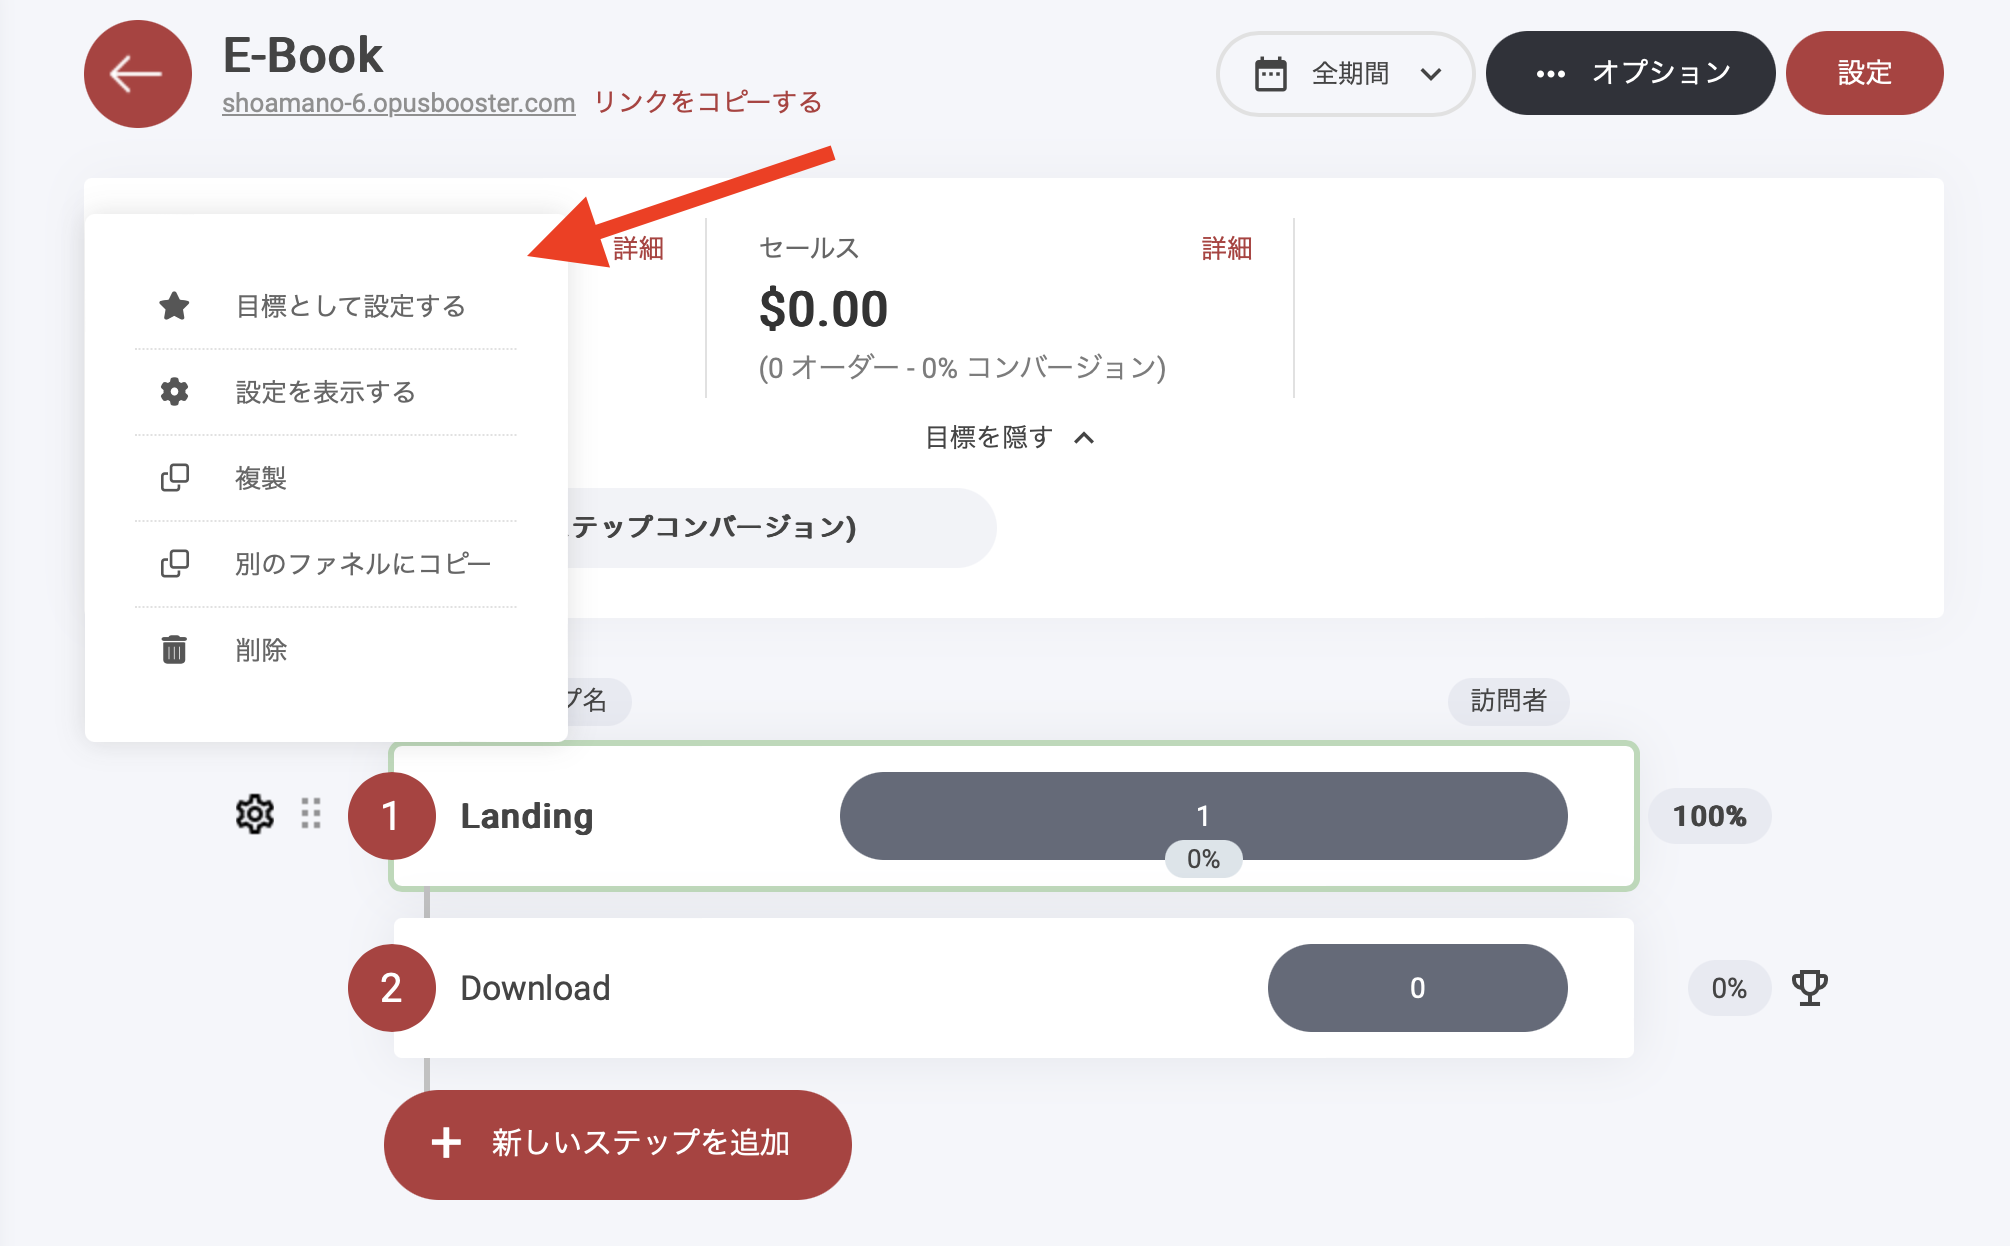 E-Book
shoamano-6.opusbooster.com リンクをコピーする
全期間
オプション
設定
目標として設定する
設定を表示する
複製
別のファネルにコピー
削除
詳細
セールス
詳細
$0.00
(0 オーダー - 0% コンバージョン)
目標を隠す
テップコンバージョン)
プ名
訪問者
1
Landing
1
0%
100%
2
Download
0
0%
新しいステップを追加